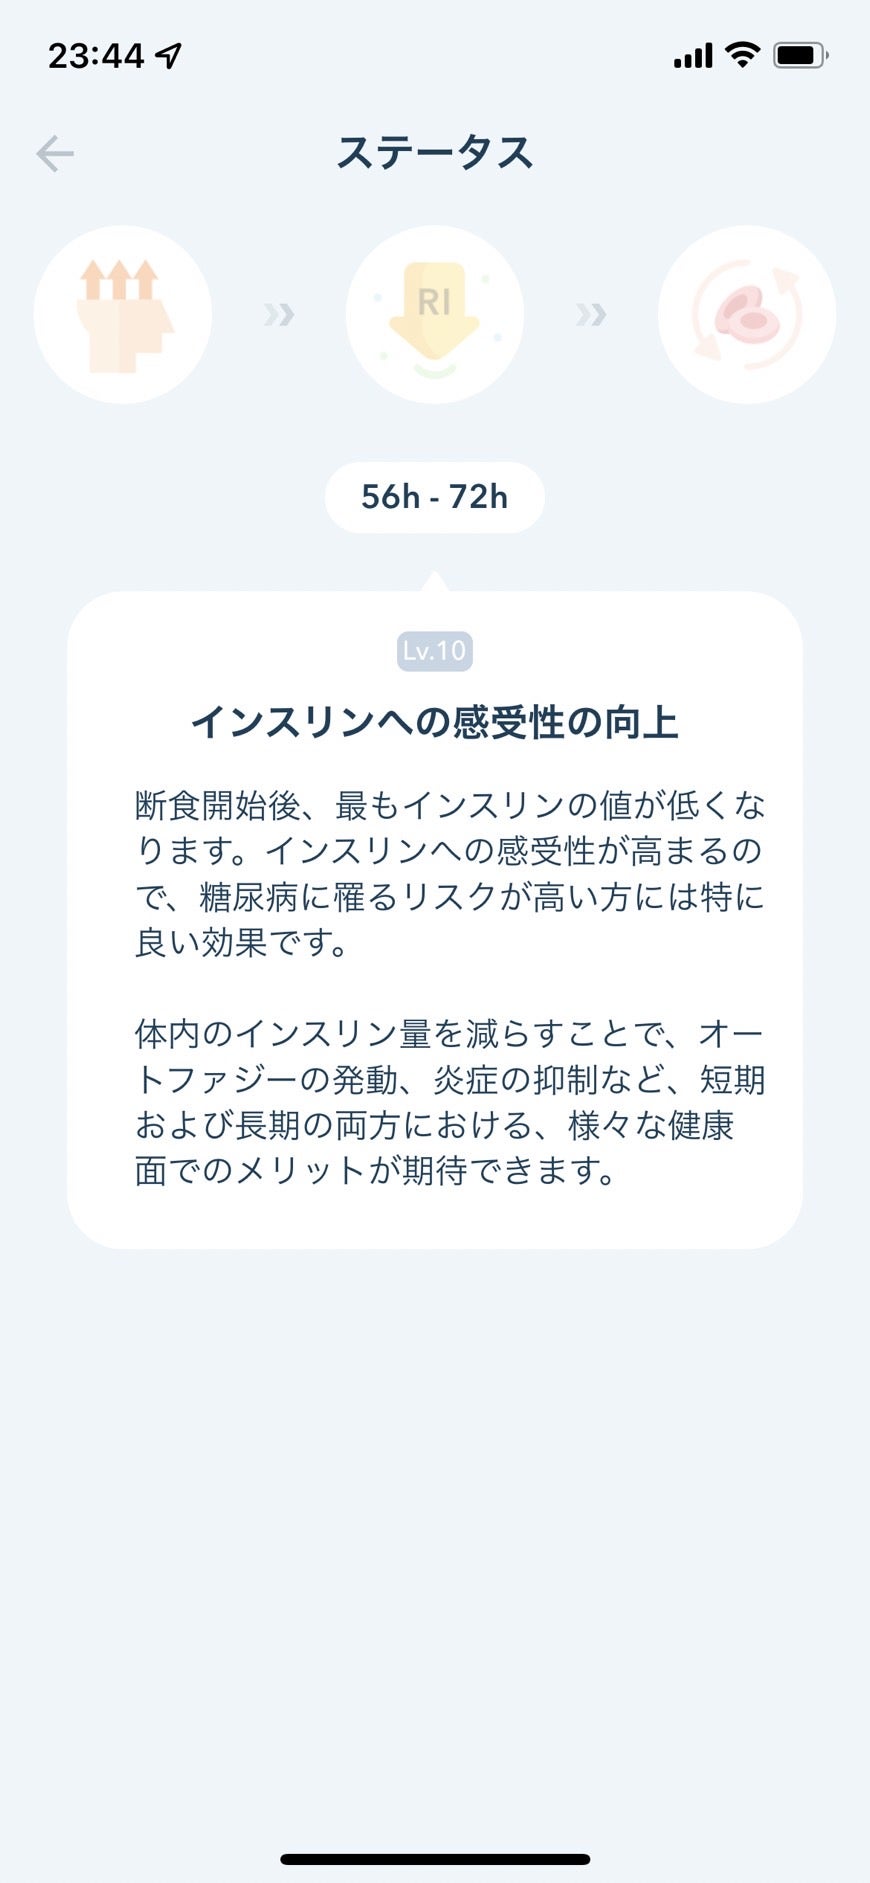 23:44
ステータス
RI
56h - 72h
Lv.10
インスリンへの感受性の向上
断食開始後、最もインスリンの値が低くな
ります。インスリンへの感受性が高まるの
で、糖尿病に罹るリスクが高い方には特に
良い効果です。
体内のインスリン量を減らすことで、オー
トファジーの発動、炎症の抑制など、短期
および長期の両方における、様々な健康
面でのメリットが期待できます。